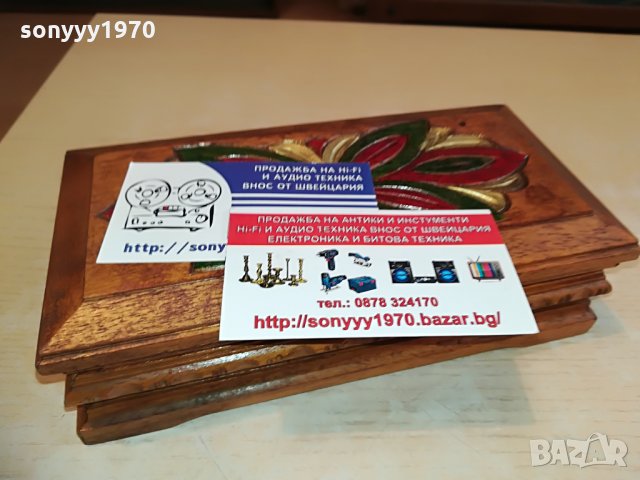 sonyyy1970
sonyyy1970
ПРОДАЖБА НА Hi-Fi
И АУДИО ТЕХНИКА
ВНОС ОТ ШВЕЙЦАРИЯ
http://sony
ПРОДАЖБА НА АНТИКИ И ИНСТУМЕНТИ
Hi-Fi И АУДИО ТЕХНИКА ВНОС ОТ ШВЕЙЦАРИЯ
ЕЛЕКТРОНИКА И БИТОВА ТЕХНИКА
тел.: 0878 324170
http://sonyyy1970.bazar.bg/
BAZAR